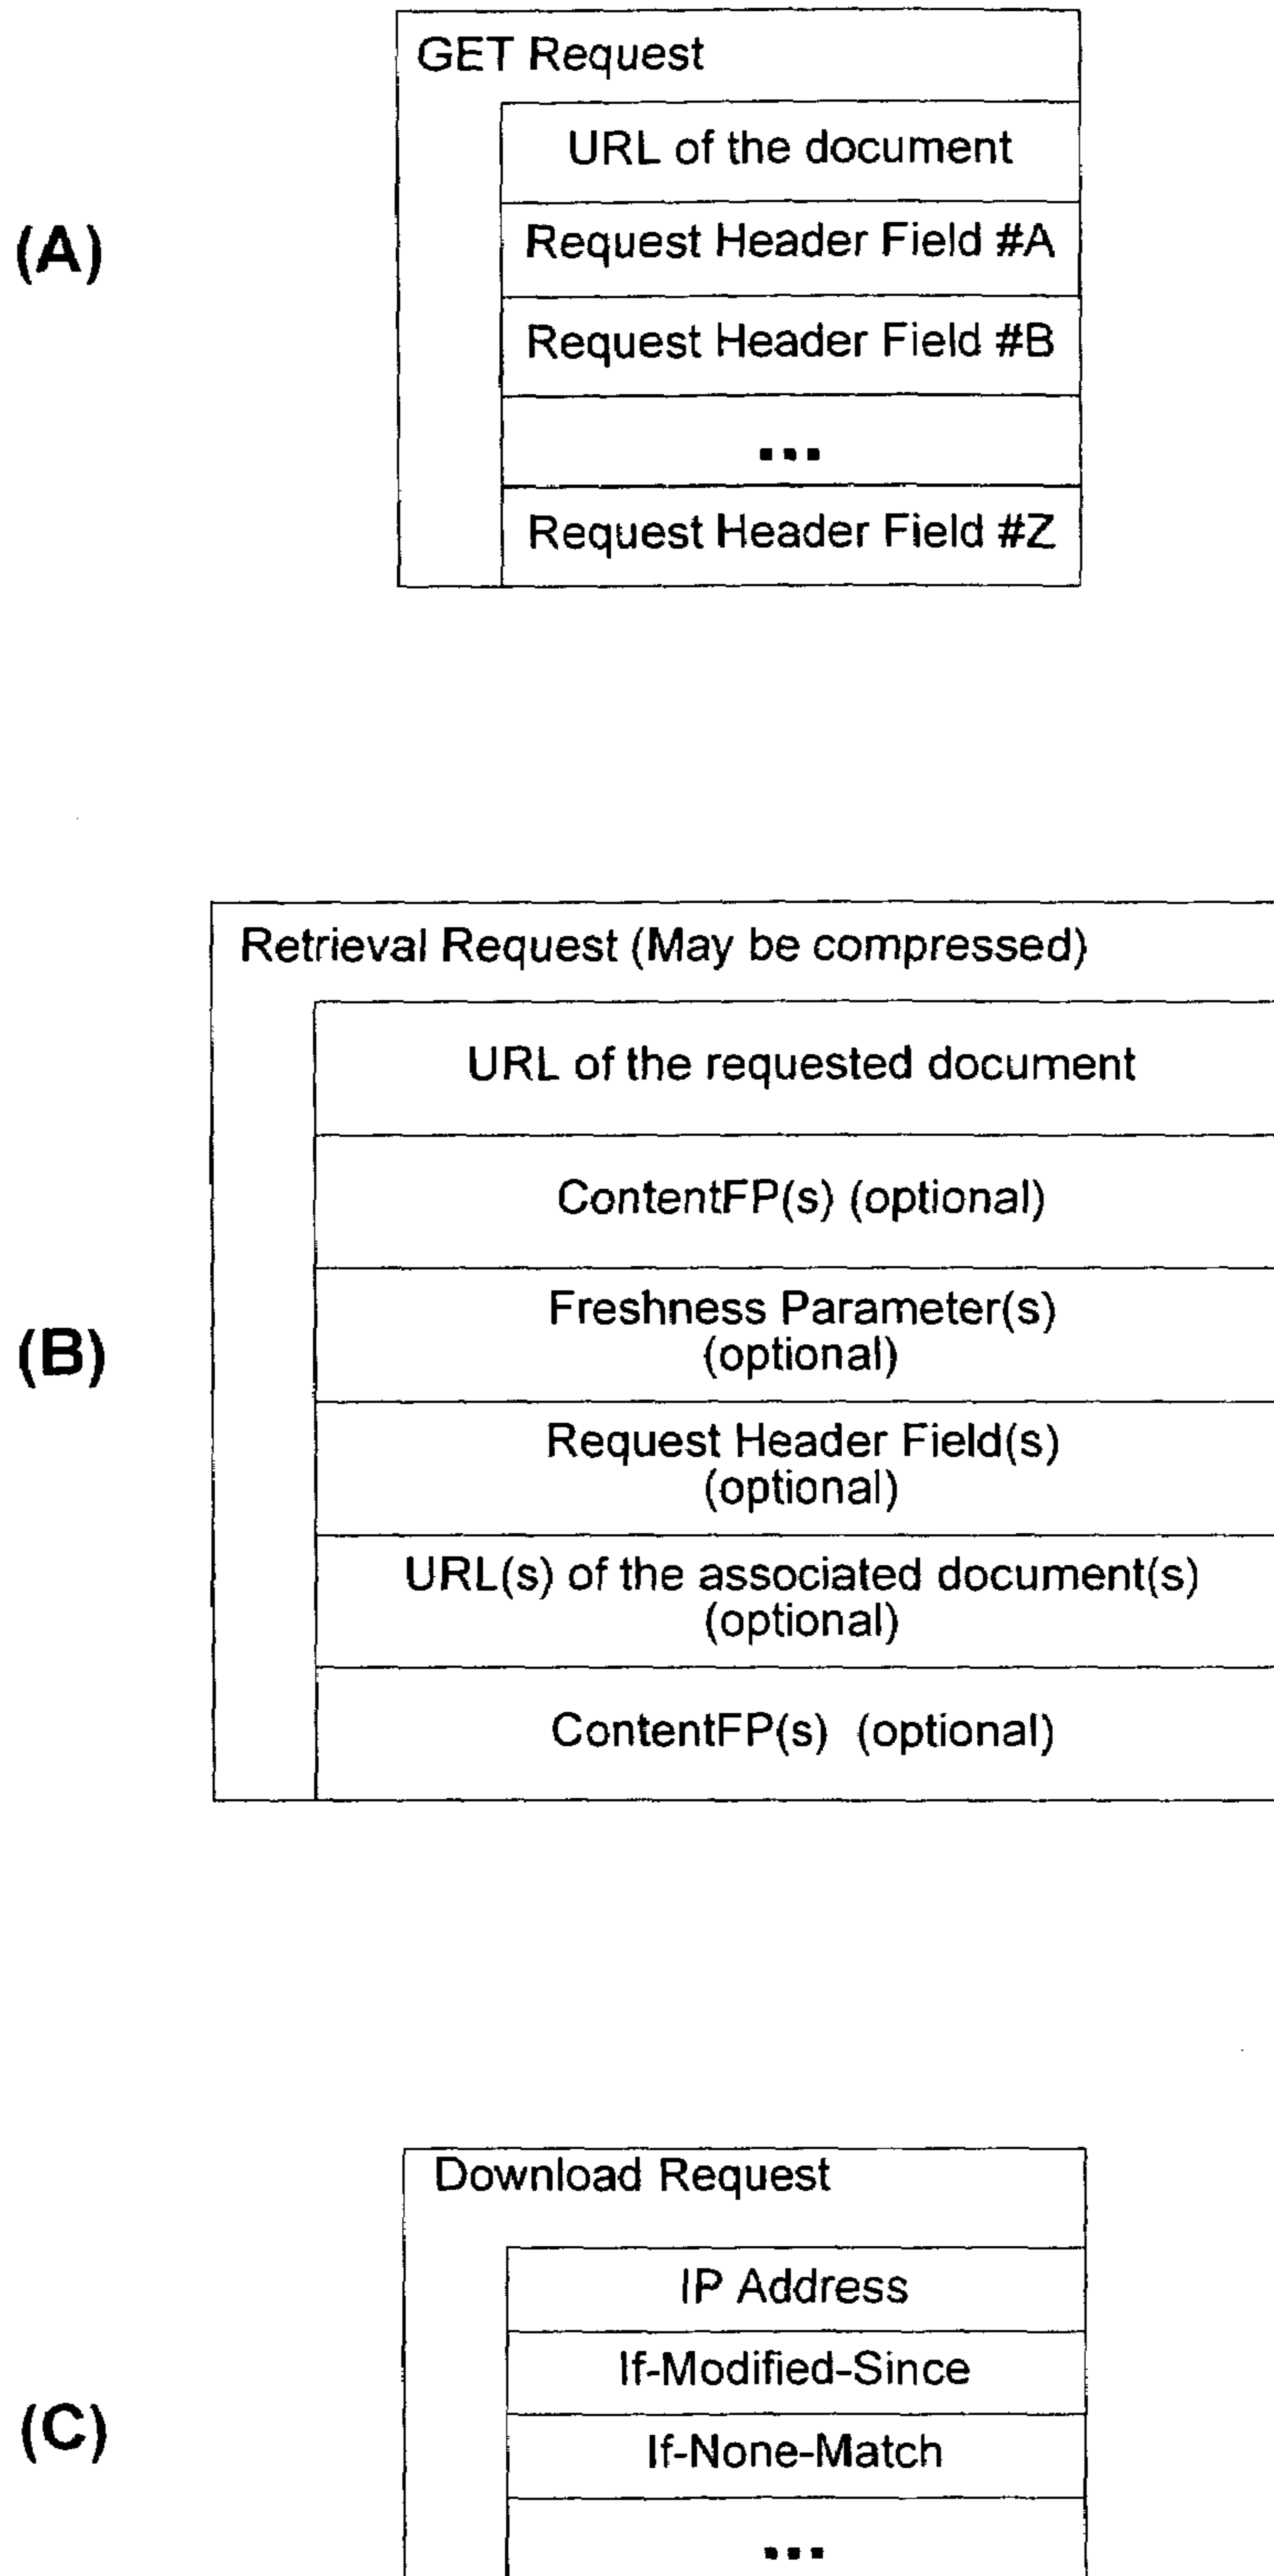 (A)
GET Request
URL of the document
Request Header Field #A
Request Header Field #B
...
Request Header Field #Z
(B)
Retrieval Request (May be compressed)
URL of the requested document
ContentFP(s) (optional)
Freshness Parameter(s)
(optional)
Request Header Field(s)
(optional)
URL(s) of the associated document(s)
(optional)
ContentFP(s) (optional)
(C)
Download Request
IP Address
If-Modified-Since
If-None-Match
...